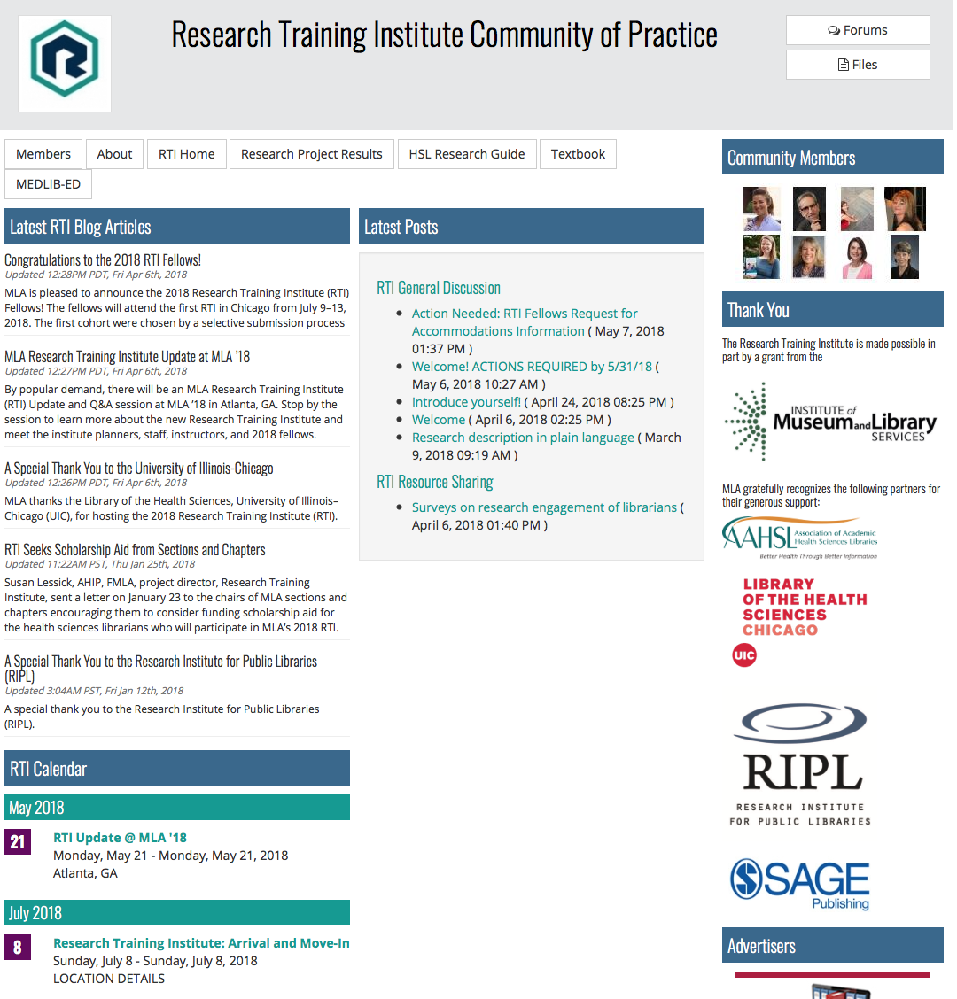 Research Training Institute Community of Practice
Forums
Files
Members
About
RTI Home
Research Project Results
HSL Research Guide
Textbook
MEDLIB-ED
Latest RTI Blog Articles
Congratulations to the 2018 RTI Fellows!
Updated 12:28PM PDT, Fri Apr 6th, 2018
MLA is pleased to announce the 2018 Research Training Institute (RTI)
Fellows! The fellows will attend the first RTI in Chicago from July 9–13,
2018. The first cohort were chosen by a selective submission process
MLA Research Training Institute Update at MLA '18
Updated 12:27PM PDT, Fri Apr 6th, 2018
By popular demand, there will be an MLA Research Training Institute
(RTI) Update and Q&A session at MLA ’18 in Atlanta, GA. Stop by the
session to learn more about the new Research Training Institute and
meet the institute planners, staff, instructors, and 2018 fellows.
A Special Thank You to the University of Illinois-Chicago
Updated 12:26PM PDT, Fri Apr 6th, 2018
MLA thanks the Library of the Health Sciences, University of Illinois–
Chicago (UIC), for hosting the 2018 Research Training Institute (RTI).
RTI Seeks Scholarship Aid from Sections and Chapters
Updated 11:22AM PST, Thu Jan 25th, 2018
Susan Lessick, AHIP, FMLA, project director, Research Training
Institute, sent a letter on January 23 to the chairs of MLA sections and
chapters encouraging them to consider funding scholarship aid for
the health sciences librarians who will participate in MLA’s 2018 RTI.
A Special Thank You to the Research Institute for Public Libraries
(RIPL)
Updated 3:04AM PST, Fri Jan 12th, 2018
A special thank you to the Research Institute for Public Libraries
(RIPL).
RTI Calendar
May 2018
21
RTI Update @ MLA '18
Monday, May 21 - Monday, May 21, 2018
Atlanta, GA
July 2018
8
Research Training Institute: Arrival and Move-In
Sunday, July 8 - Sunday, July 8, 2018
LOCATION DETAILS
Latest Posts
RTI General Discussion
Action Needed: RTI Fellows Request for
Accommodations Information ( May 7, 2018
01:37 PM )
Welcome! ACTIONS REQUIRED by 5/31/18 (
May 6, 2018 10:27 AM )
Introduce yourself! ( April 24, 2018 08:25 PM )
Welcome ( April 6, 2018 02:25 PM )
Research description in plain language ( March
9, 2018 09:19 AM )
RTI Resource Sharing
Surveys on research engagement of librarians (
April 6, 2018 01:40 PM )
Community Members
Thank You
The Research Training Institute is made possible in
part by a grant from the
INSTITUTE of
Museum and Library
SERVICES
MLA gratefully recognizes the following partners for
their generous support:
AAHSL Association of Academic
Health Sciences Libraries
Better Health Through Better Information
LIBRARY
OF THE HEALTH
SCIENCES
CHICAGO
UIC
RIPL
RESEARCH INSTITUTE
FOR PUBLIC LIBRARIES
SAGE
Publishing
Advertisers